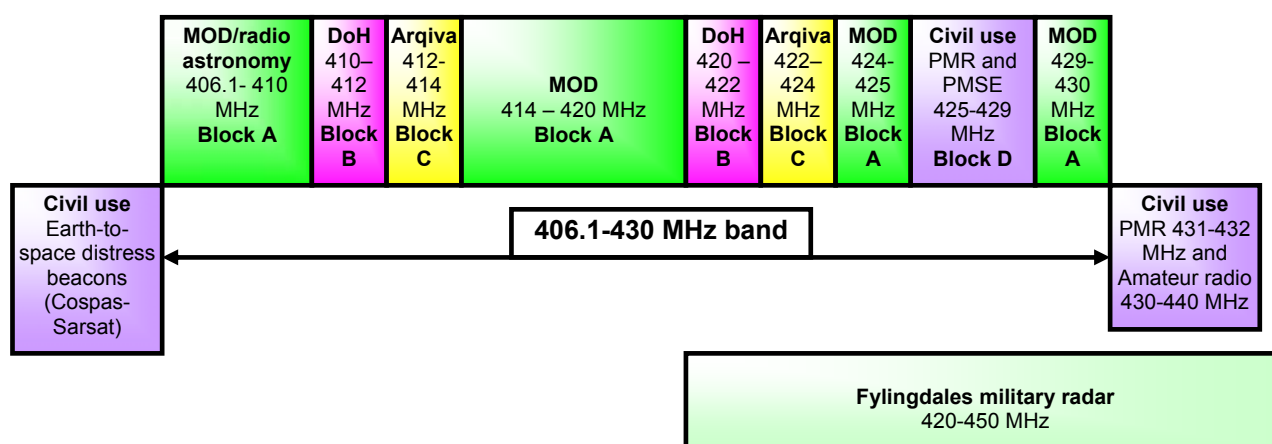 MOD/radio
astronomy
406.1- 410
MHz
Block A
DoH
410–
412
MHz
Block
B
Arqiva
412-
414
MHz
Block
C
MOD
414 – 420 MHz
Block A
DoH
420 –
422
MHz
Block
B
Arqiva
422–
424
MHz
Block
C
MOD
424-
425
MHz
Block
A
Civil use
PMR and
PMSE
425-429
MHz
Block D
MOD
429-
430
MHz
Block
A
Civil use
Earth-to-
space distress
beacons
(Cospas-
Sarsat)
406.1-430 MHz band
Civil use
PMR 431-432
MHz and
Amateur radio
430-440 MHz
Fylingdales military radar
420-450 MHz